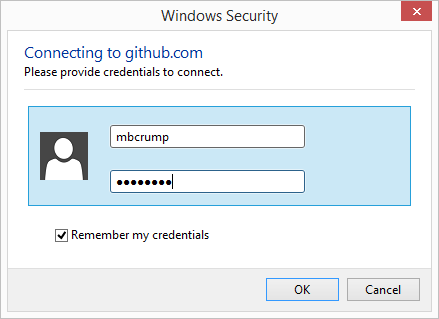 Windows Security
Connecting to github.com
Please provide credentials to connect.
mbcrump
●●●●●●●●
Remember my credentials
OK
Cancel